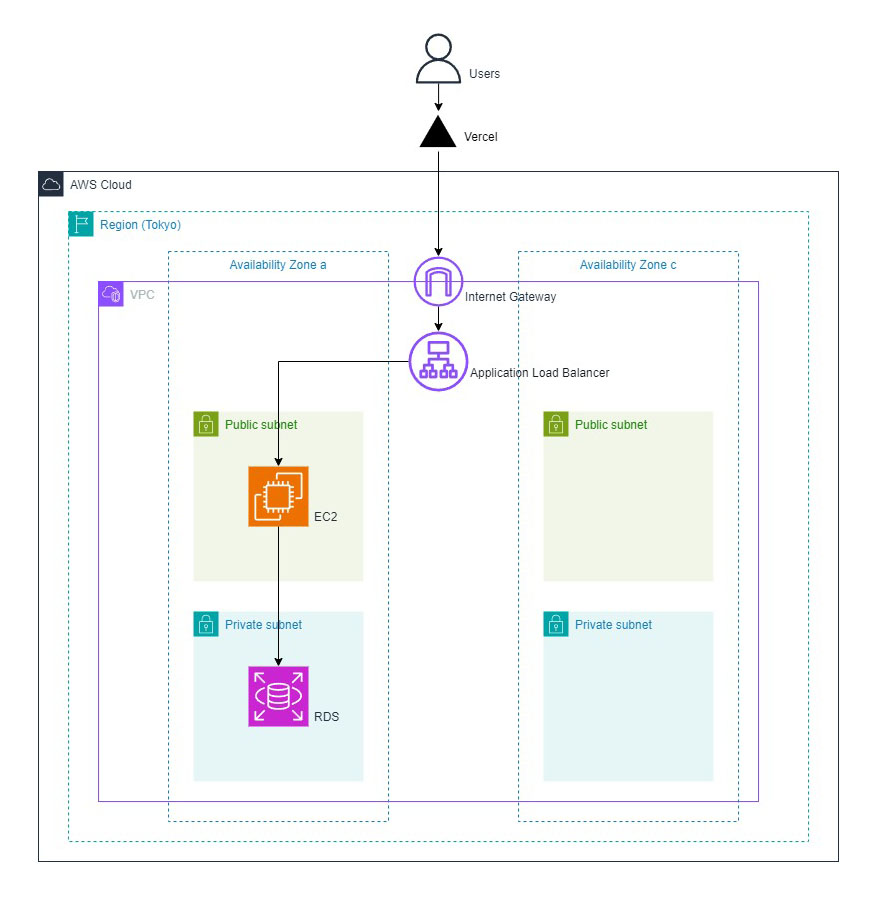 Users
Vercel
AWS Cloud
Region (Tokyo)
Availability Zone a
Availability Zone c
VPC
Internet Gateway
Application Load Balancer
Public subnet
Public subnet
EC2
Private subnet
Private subnet
RDS